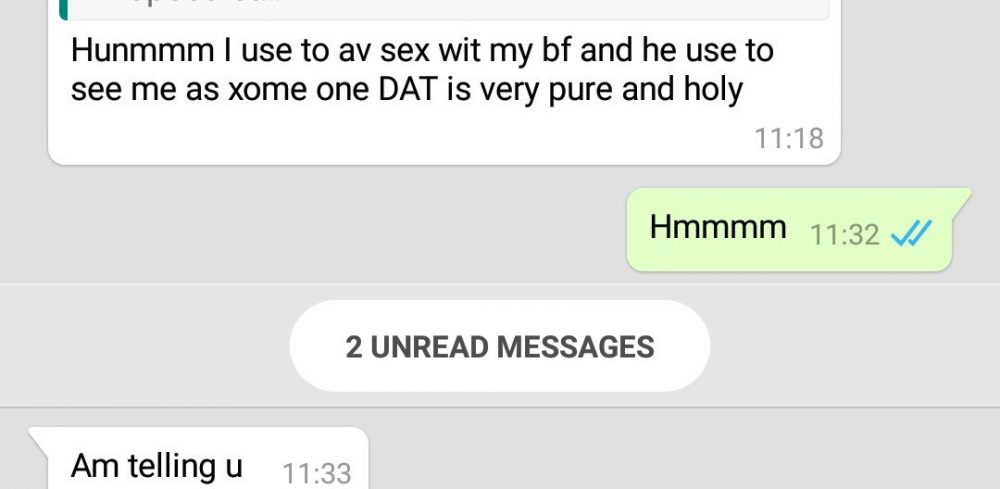 Hunmmm I use to av sex wit my bf and he use to
see me as xome one DAT is very pure and holy
11:18
Hmmmm 11:32
2 UNREAD MESSAGES
Am telling u 11:33